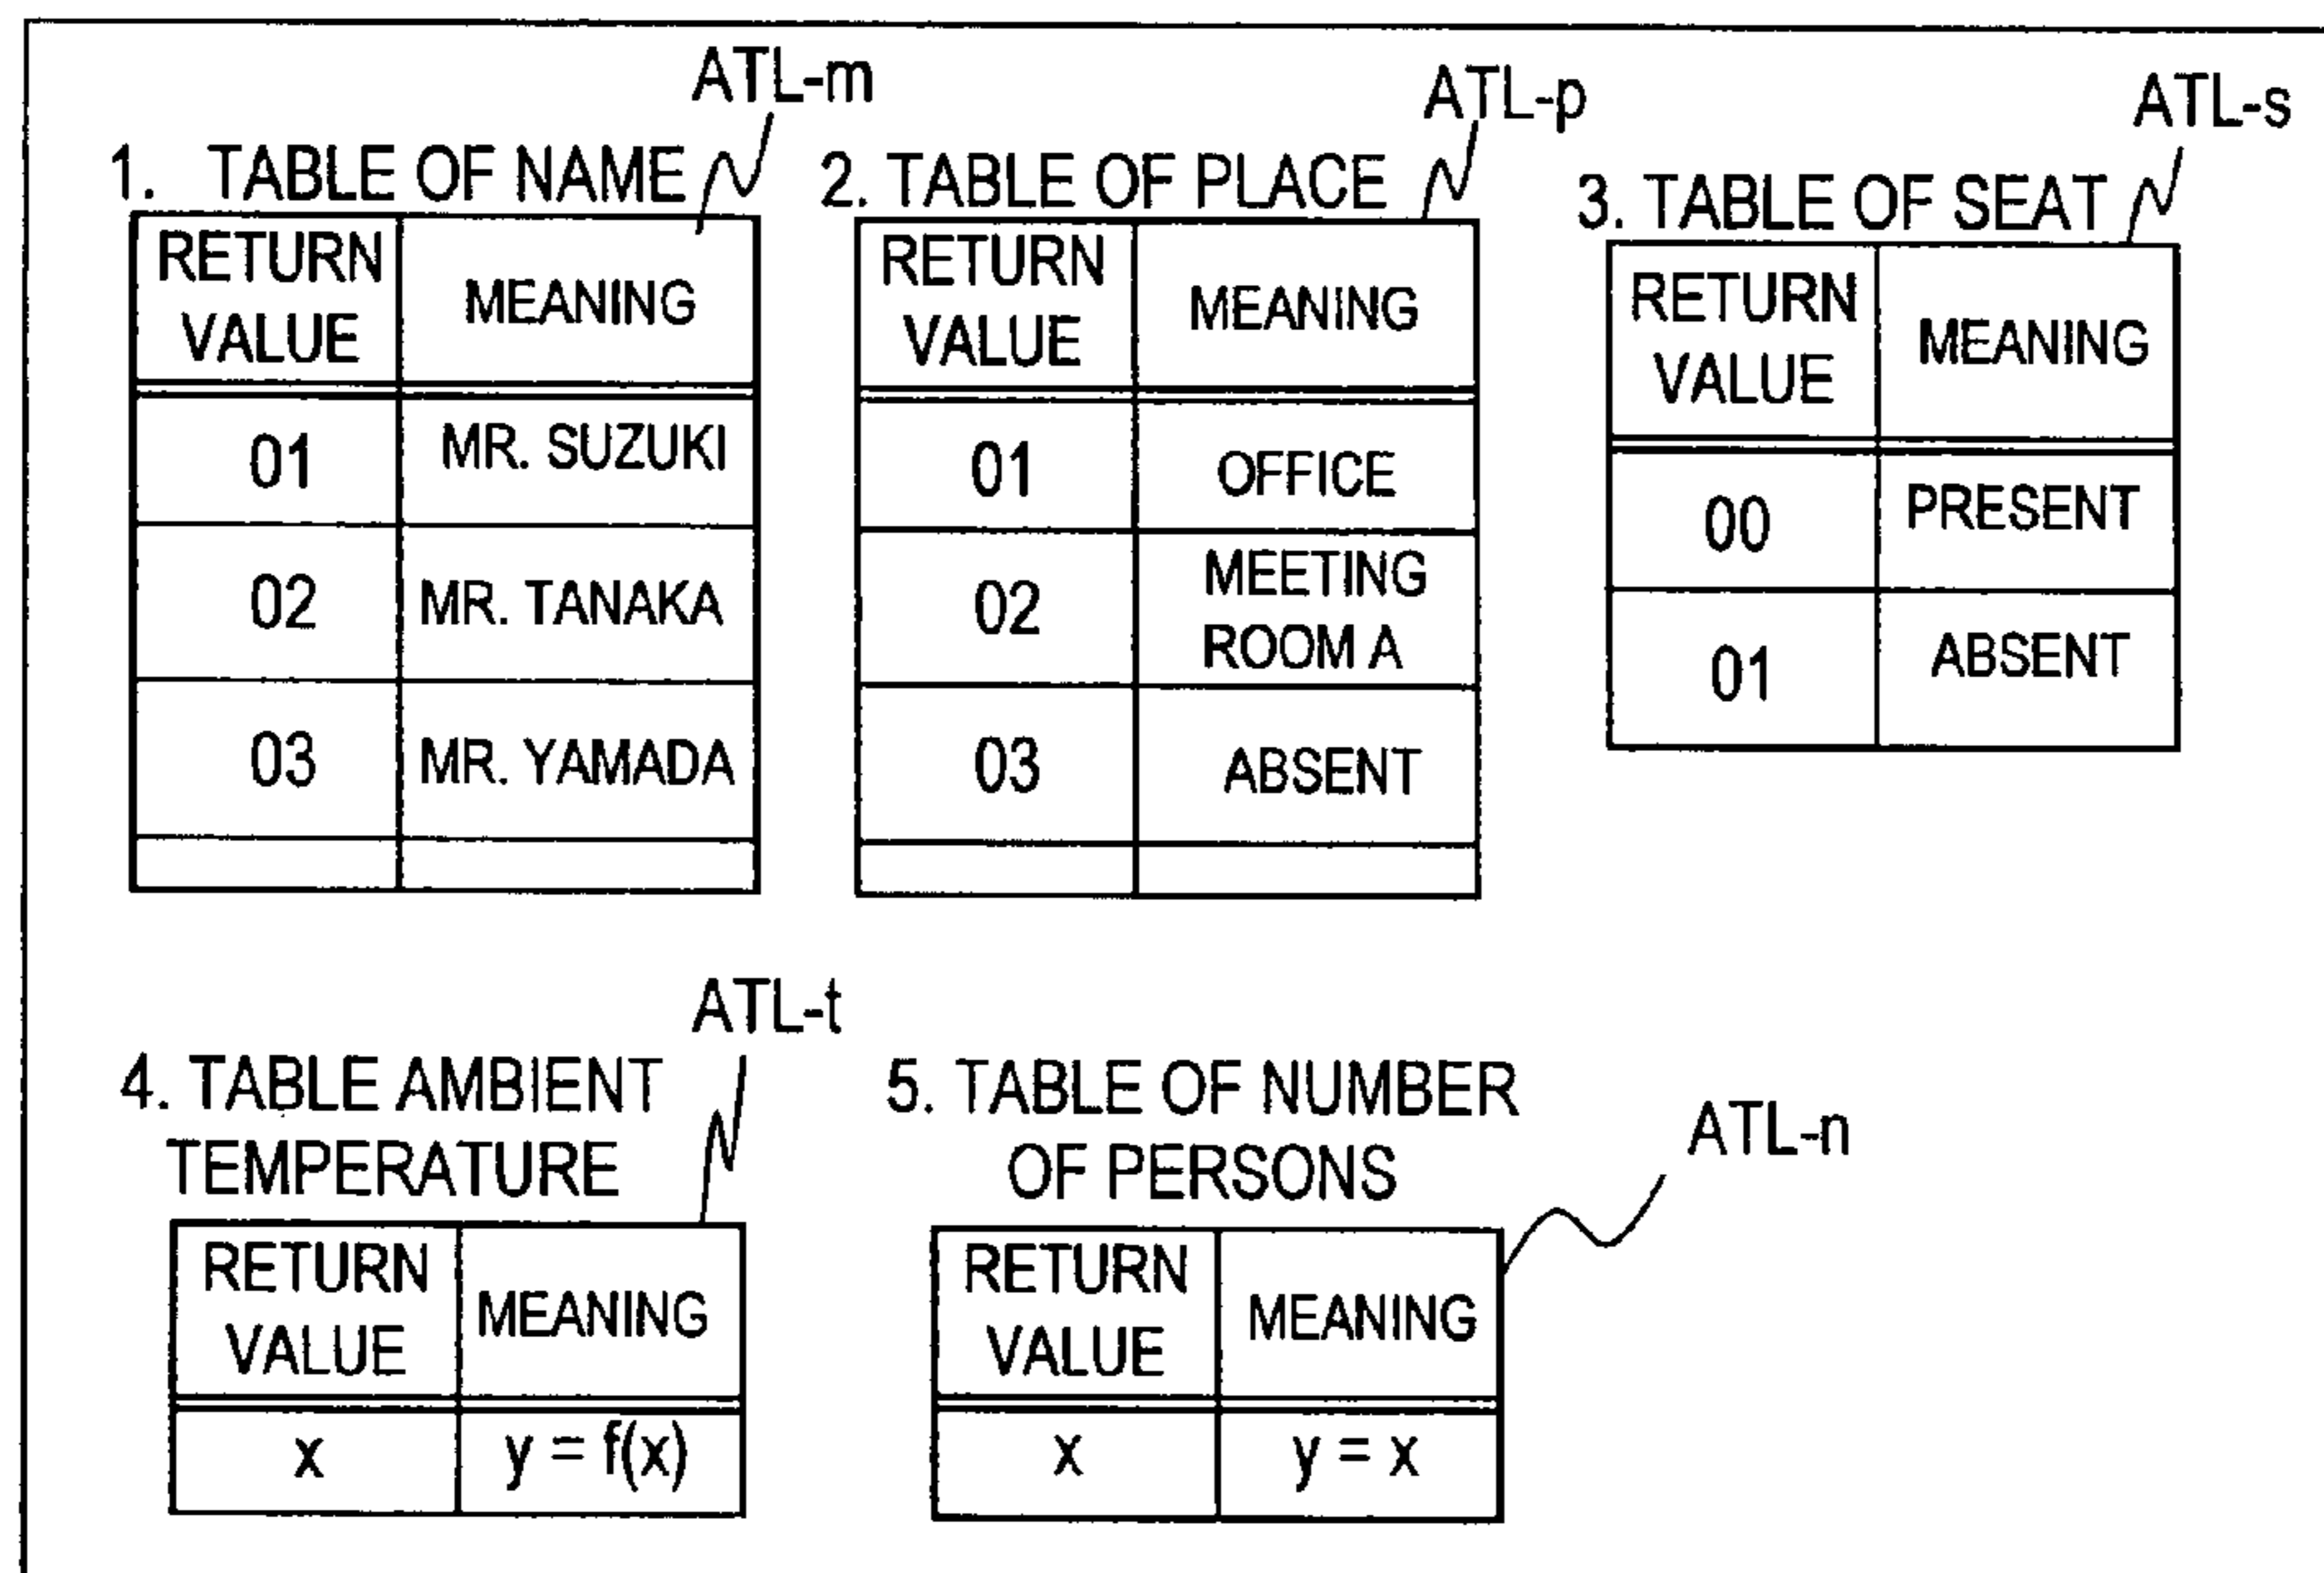 ATL-m
1. TABLE OF NAME
RETURN
VALUE
MEANING
01
MR. SUZUKI
02
MR. TANAKA
03
MR. YAMADA
ATL-p
2. TABLE OF PLACE
RETURN
VALUE
MEANING
01
OFFICE
02
MEETING
ROOM A
03
ABSENT
ATL-s
3. TABLE OF SEAT
RETURN
VALUE
MEANING
00
PRESENT
01
ABSENT
ATL-t
4. TABLE AMBIENT
TEMPERATURE
RETURN
VALUE
MEANING
x
y = f(x)
5. TABLE OF NUMBER
OF PERSONS
ATL-n
RETURN
VALUE
MEANING
x
y = x